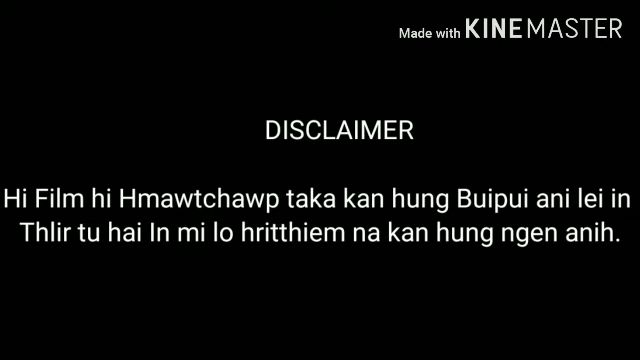 Made with KINEMASTER
DISCLAIMER
Hi Film hi Hmawtchawp taka kan hung Buipui ani lei in
Thlir tu hai In mi lo hritthiem na kan hung ngen anih.